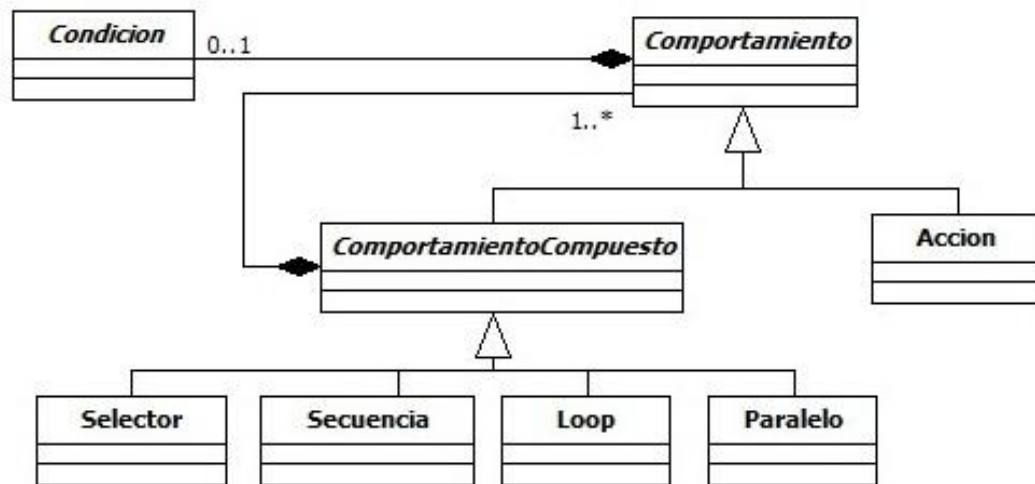 Condicion
0..1
Comportamiento
1..*
ComportamientoCompuesto
Accion
Selector
Secuencia
Loop
Paralelo